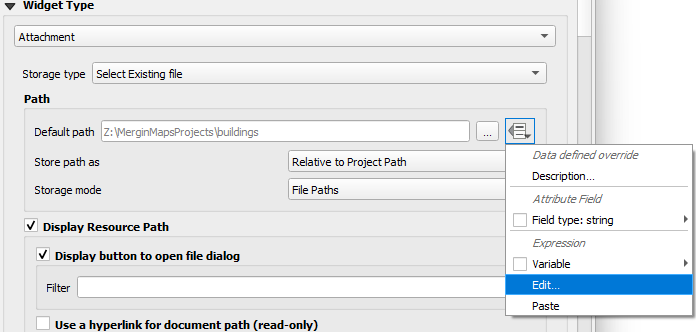 Widget Type
Attachment
Storage type Select Existing file
Path
Default path Z:\MerginMapsProjects\buildings ...
Data defined override
Description...
Store path as Relative to Project Path
Storage mode File Paths
Attribute Field
Field type: string
Display Resource Path
Expression
Display button to open file dialog
Variable
Filter
Edit...
Paste
Use a hyperlink for document path (read-only)